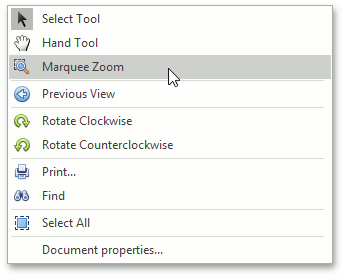 Select Tool
Hand Tool
Marquee Zoom
Previous View
Rotate Clockwise
Rotate Counterclockwise
Print...
Find
Select All
Document properties...